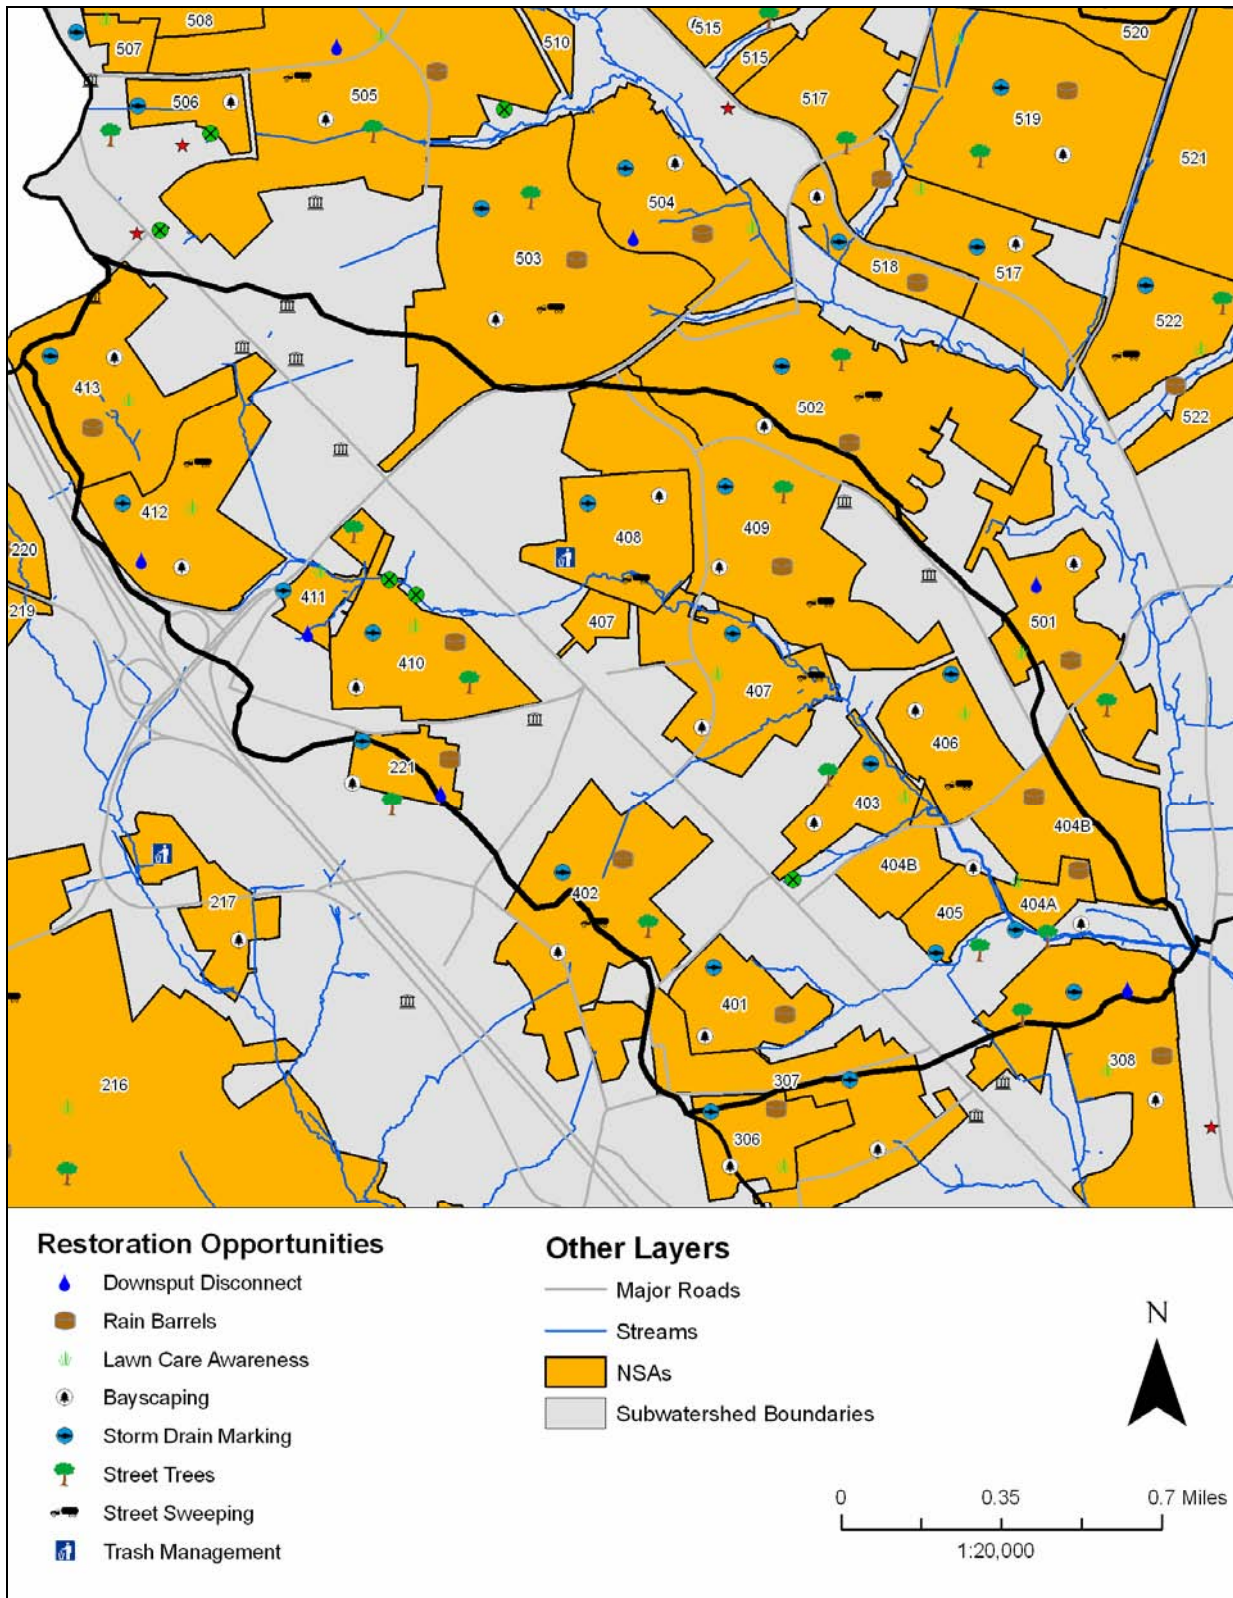 508
507
510
515
515
520
506
505
517
519
521
504
503
518
517
522
522
413
502
412
408
409
220
219
411
407
501
410
407
406
221
403
404B
404B
402
217
405
404A
401
216
307
308
306
Restoration Opportunities
Downsput Disconnect
Rain Barrels
Lawn Care Awareness
Bayscaping
Storm Drain Marking
Street Trees
Street Sweeping
Trash Management
Other Layers
Major Roads
Streams
NSAs
Subwatershed Boundaries
N
0 0.35 0.7 Miles
1:20,000